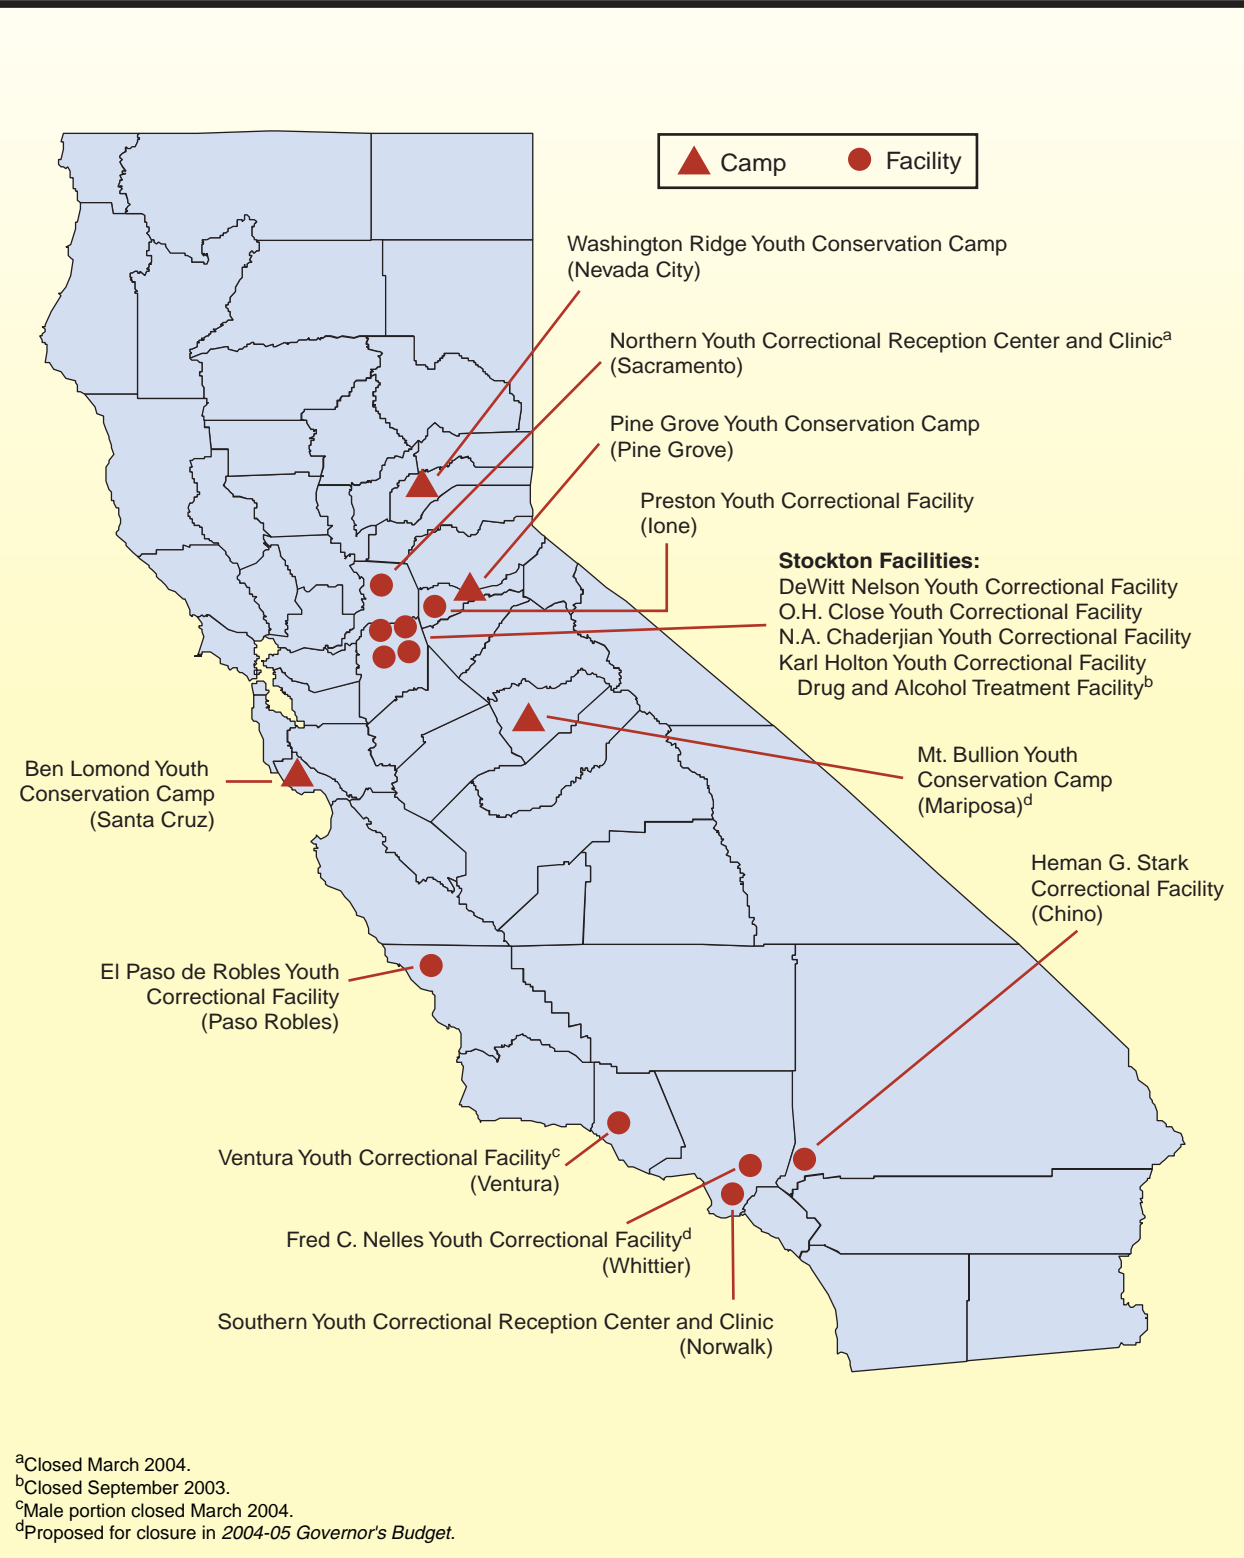 Camp
Facility
Washington Ridge Youth Conservation Camp
(Nevada City)
Northern Youth Correctional Reception Center and Clinica
(Sacramento)
Pine Grove Youth Conservation Camp
(Pine Grove)
Preston Youth Correctional Facility
(Ione)
Stockton Facilities:
DeWitt Nelson Youth Correctional Facility
O.H. Close Youth Correctional Facility
N.A. Chaderjian Youth Correctional Facility
Karl Holton Youth Correctional Facility
Drug and Alcohol Treatment Facilityb
Mt. Bullion Youth
Conservation Camp
(Mariposa)d
Ben Lomond Youth
Conservation Camp
(Santa Cruz)
Heman G. Stark
Correctional Facility
(Chino)
El Paso de Robles Youth
Correctional Facility
(Paso Robles)
Ventura Youth Correctional Facilityc
(Ventura)
Fred C. Nelles Youth Correctional Facilityd
(Whittier)
Southern Youth Correctional Reception Center and Clinic
(Norwalk)
aClosed March 2004.
bClosed September 2003.
cMale portion closed March 2004.
dProposed for closure in 2004-05 Governor's Budget.